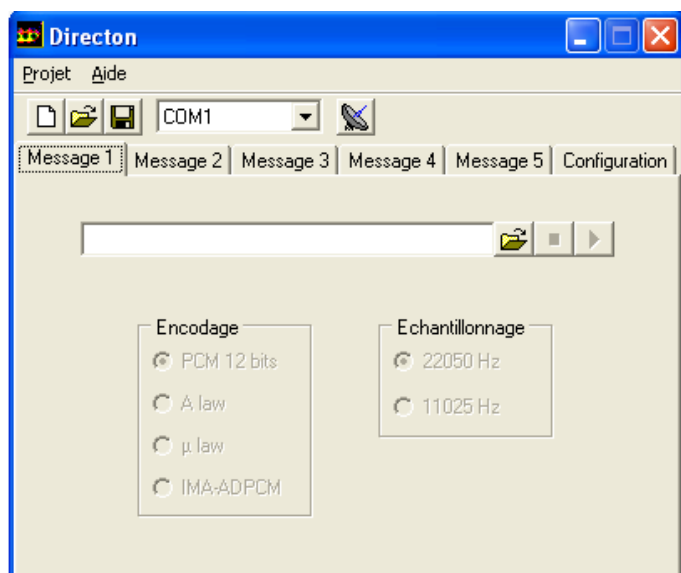 Directon
Projet Aide
COM1
Message 1 Message 2 Message 3 Message 4 Message 5 Configuration
Encodage
PCM 12 bits
A law
µ law
IMA-ADPCM
Echantillonnage
22050 Hz
11025 Hz